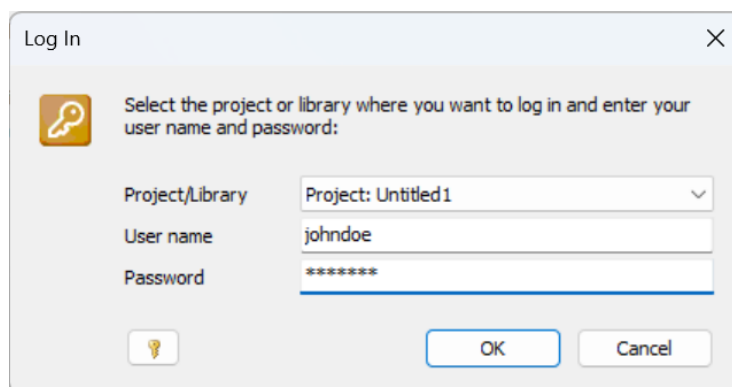 Log In
Select the project or library where you want to log in and enter your
user name and password:
Project/Library
Project: Untitled1
User name
johndoe
Password
*******
OK
Cancel